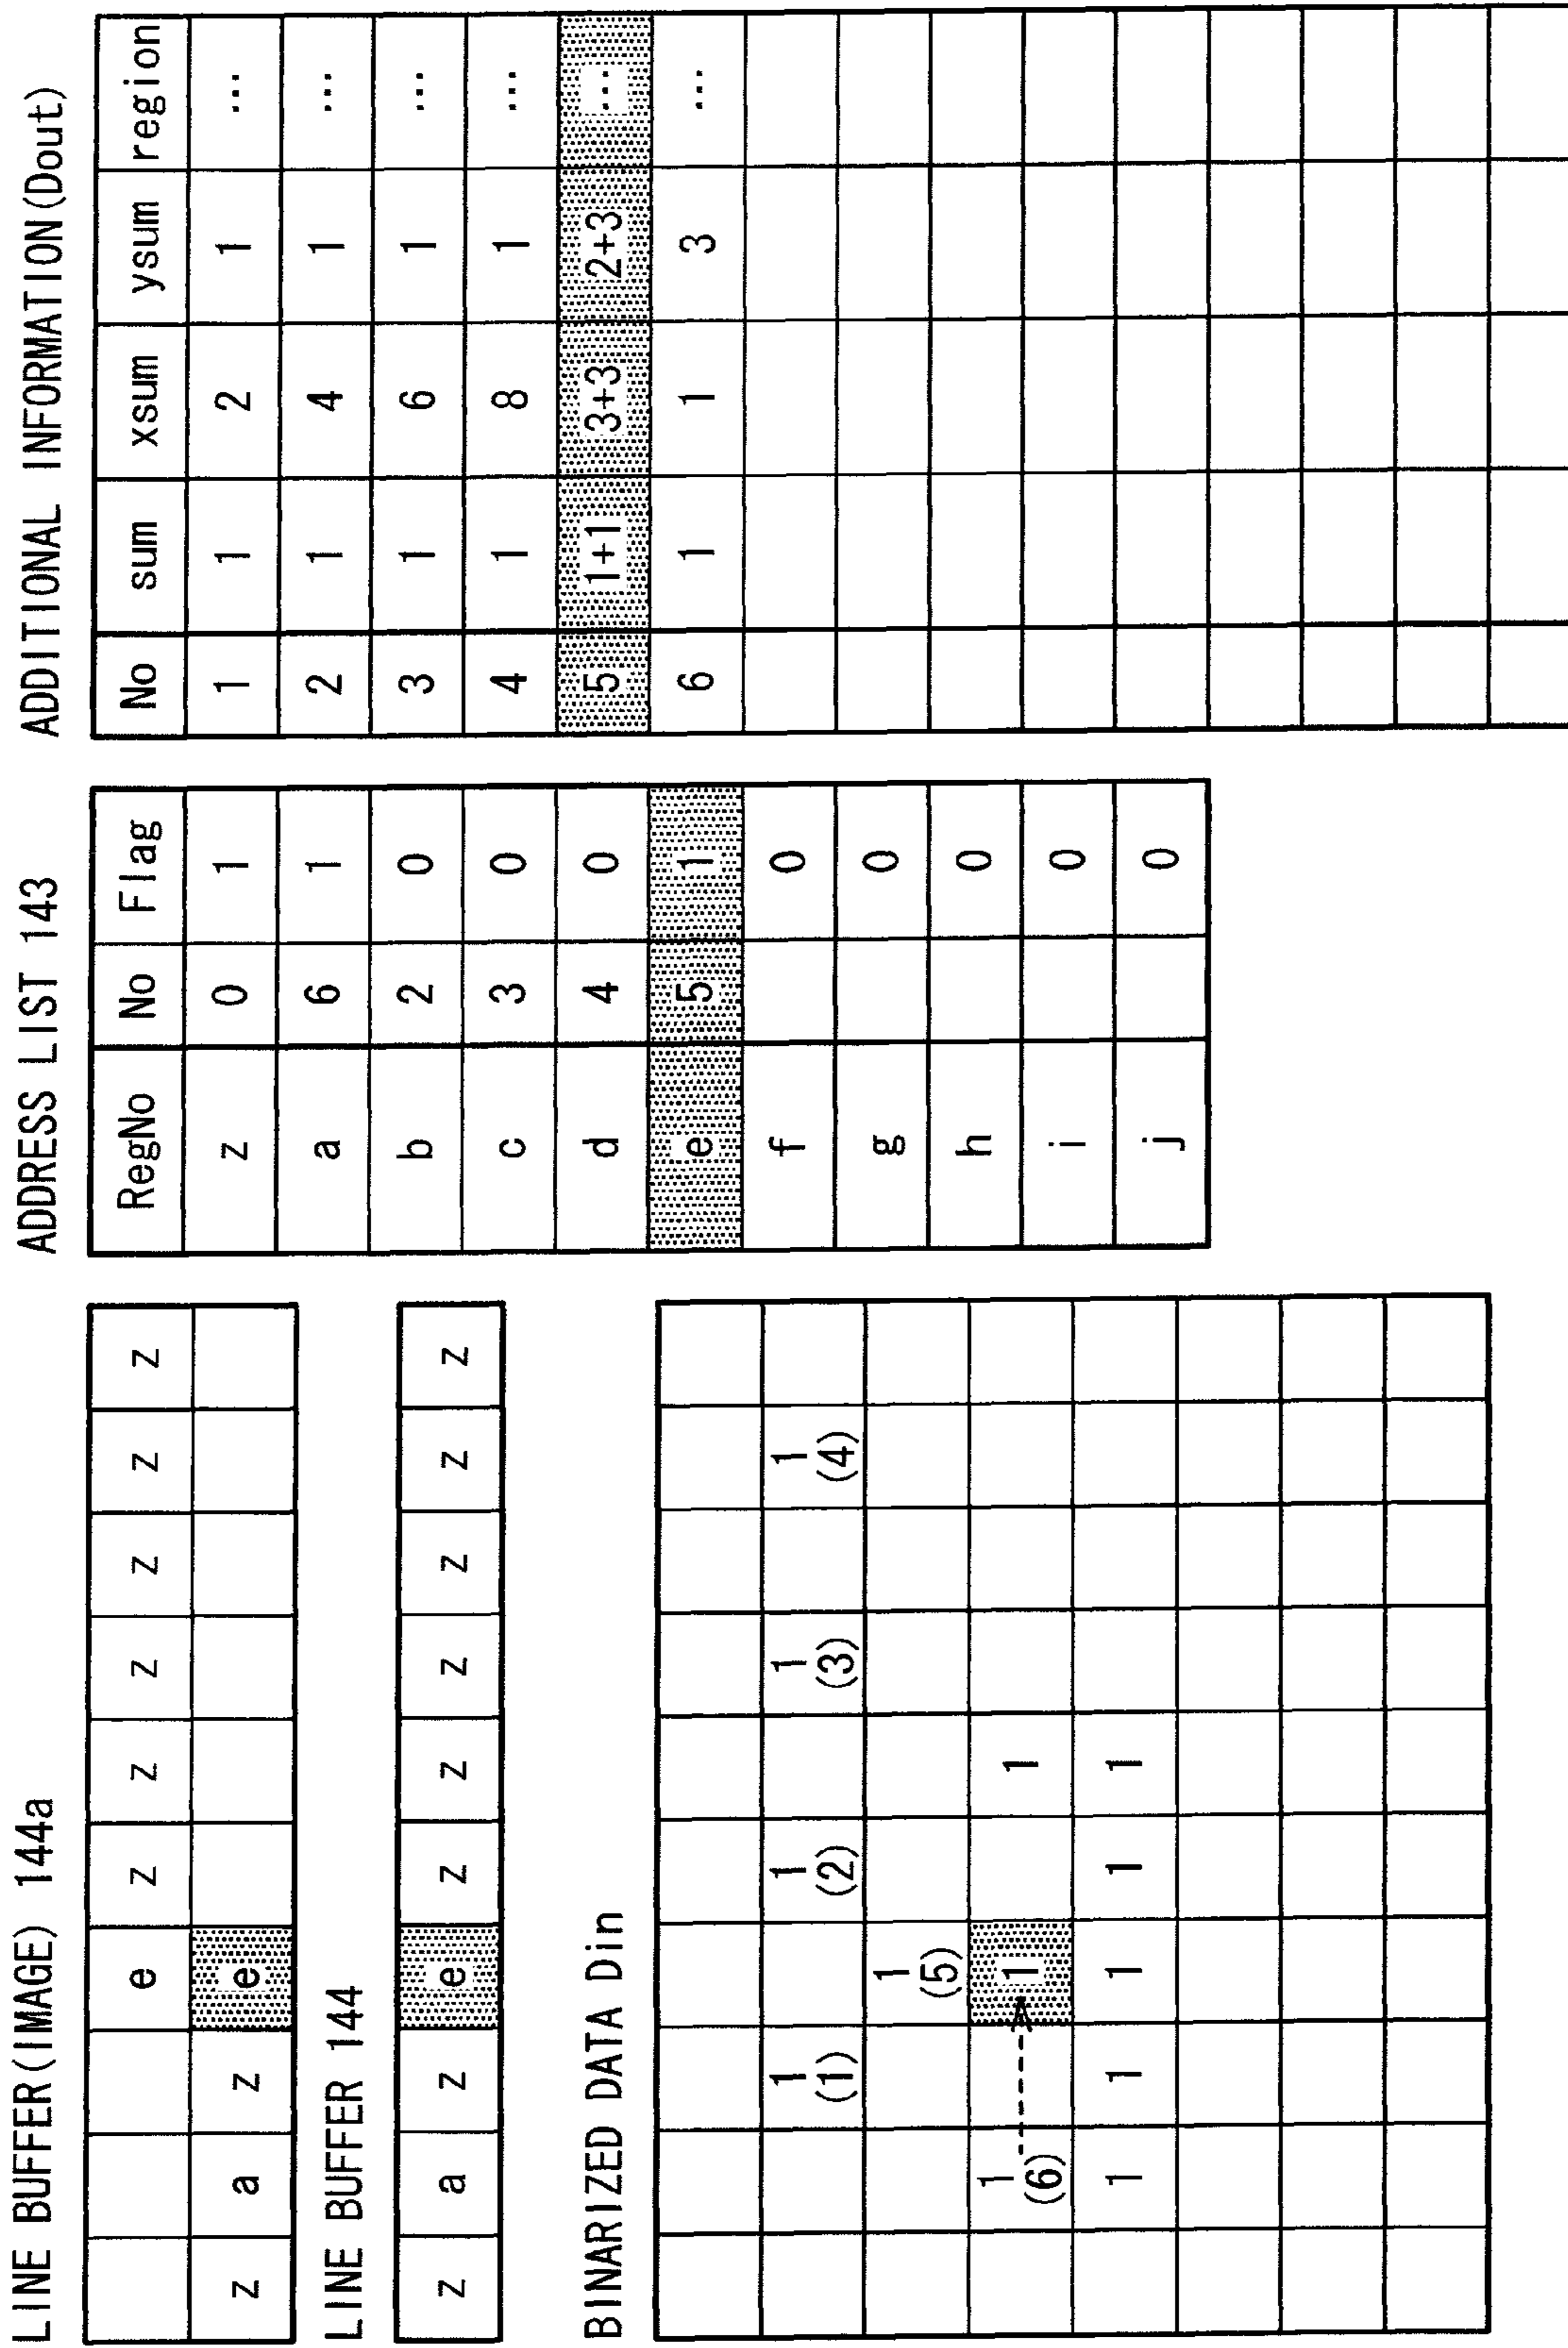 LINE BUFFER(IMAGE) 144a
e z z z z z z
z a z e
LINE BUFFER 144
z a z e z z z z z z
BINARIZED DATA Din
1 1 1 1
(1) (2) (3) (4)
1
(5)
1 1 1
(6)
1 1 1 1 1
ADDRESS LIST 143
RegNo No Flag
z 0 1
a 6 1
b 2 0
c 3 0
d 4 0
e 5 1
f 0
g 0
h 0
i 0
j 0
ADDITIONAL INFORMATION(Dout)
No sum xsum ysum region
1 1 2 1 ...
2 1 4 1 ...
3 1 6 1 ...
4 1 8 1 ...
5 1+1 3+3 2+3 ...
6 1 1 3 ...